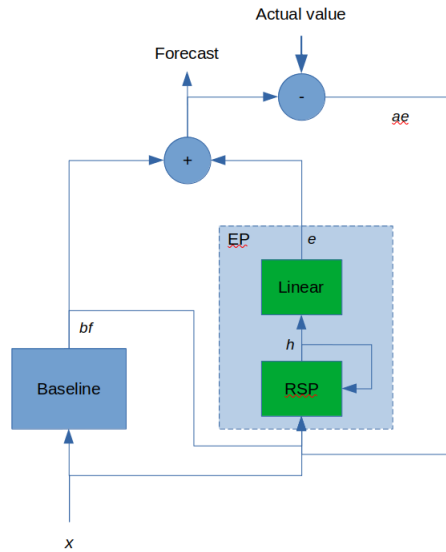 Actual value
Forecast
-
ae
+
EP
e
Linear
bf
h
Baseline
RSP
x